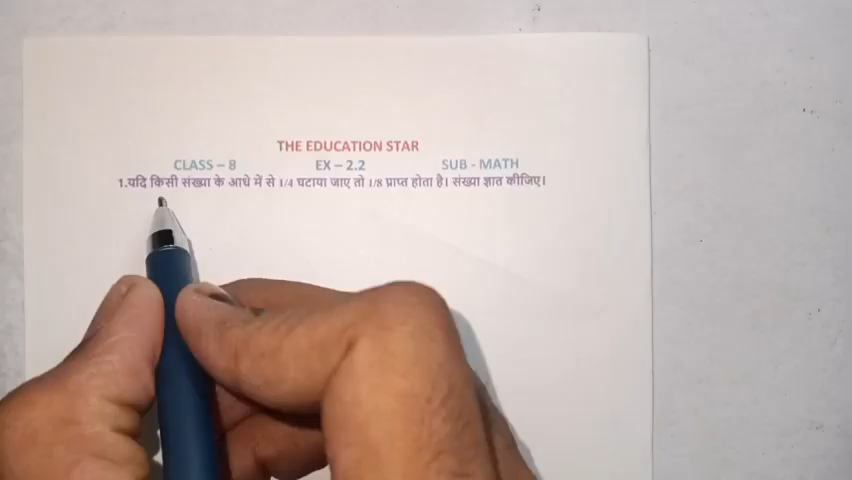 THE EDUCATION STAR
CLASS – 8 EX – 2.2 SUB - MATH
1.यदि किसी संख्या के आधे में से 1/4 घटाया जाए तो 1/8 प्राप्त होता है। संख्या ज्ञात कीजिए।